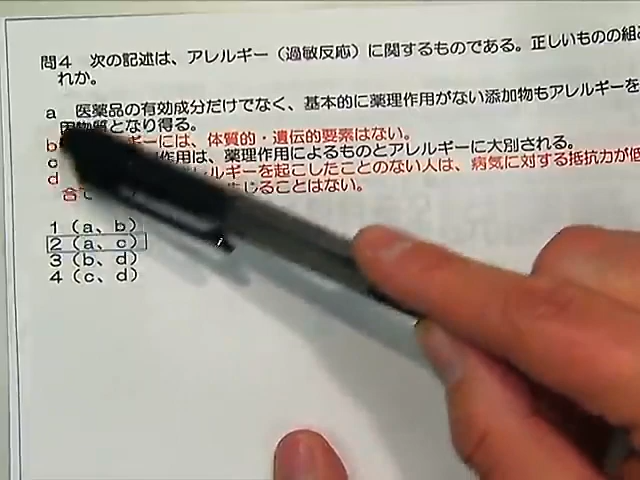 問4 次の記述は、アレルギー（過敏反応）に関するものである。正しいものの組み
れか。
a 医薬品の有効成分だけでなく、基本的に薬理作用がない添加物もアレルギーを
因物質となり得る。
b ギーには、体質的・遺伝的要素はない。
c 作用は、薬理作用によるものとアレルギーに大別される。
d レルギーを起こしたことのない人は、病気に対する抵抗力が低
合で じることはない。
1（a、b）
2（a、c）
3（b、d）
4（c、d）